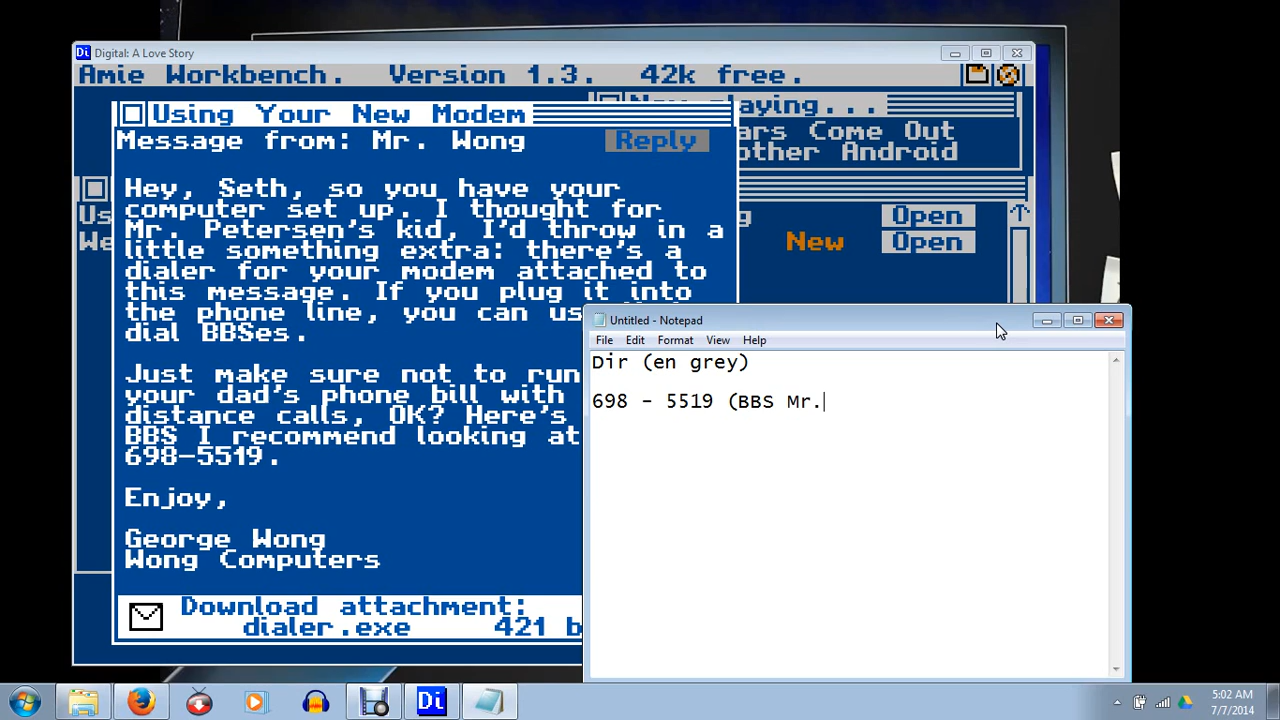 Di Digital: A Love Story
Amie Workbench. Version 1.3. 42k free.
Using Your New Modem
playing...
Message from: Mr. Wong Reply
ars Come Out
other Android
Hey, Seth, so you have your
computer set up. I thought for
Mr. Petersen's kid, I'd throw in a
little something extra: there's a
dialer for your modem attached to
this message. If you plug it into
the phone line, you can us
dial BBSes.
Just make sure not to run
your dad's phone bill with
distance calls, OK? Here's
BBS I recommend looking at
698-5519.
Enjoy,
George Wong
Wong Computers
Download attachment:
dialer.exe 421 b
Us
We
g Open
New Open
Untitled - Notepad
File Edit Format View Help
Dir (en grey)
698 - 5519 (BBS Mr.
Di
5:02 AM
7/7/2014